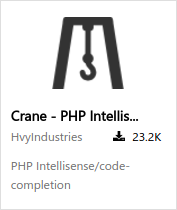 Crane - PHP Intellis...
HvyIndustries 23.2K
PHP Intellisense/code-
completion